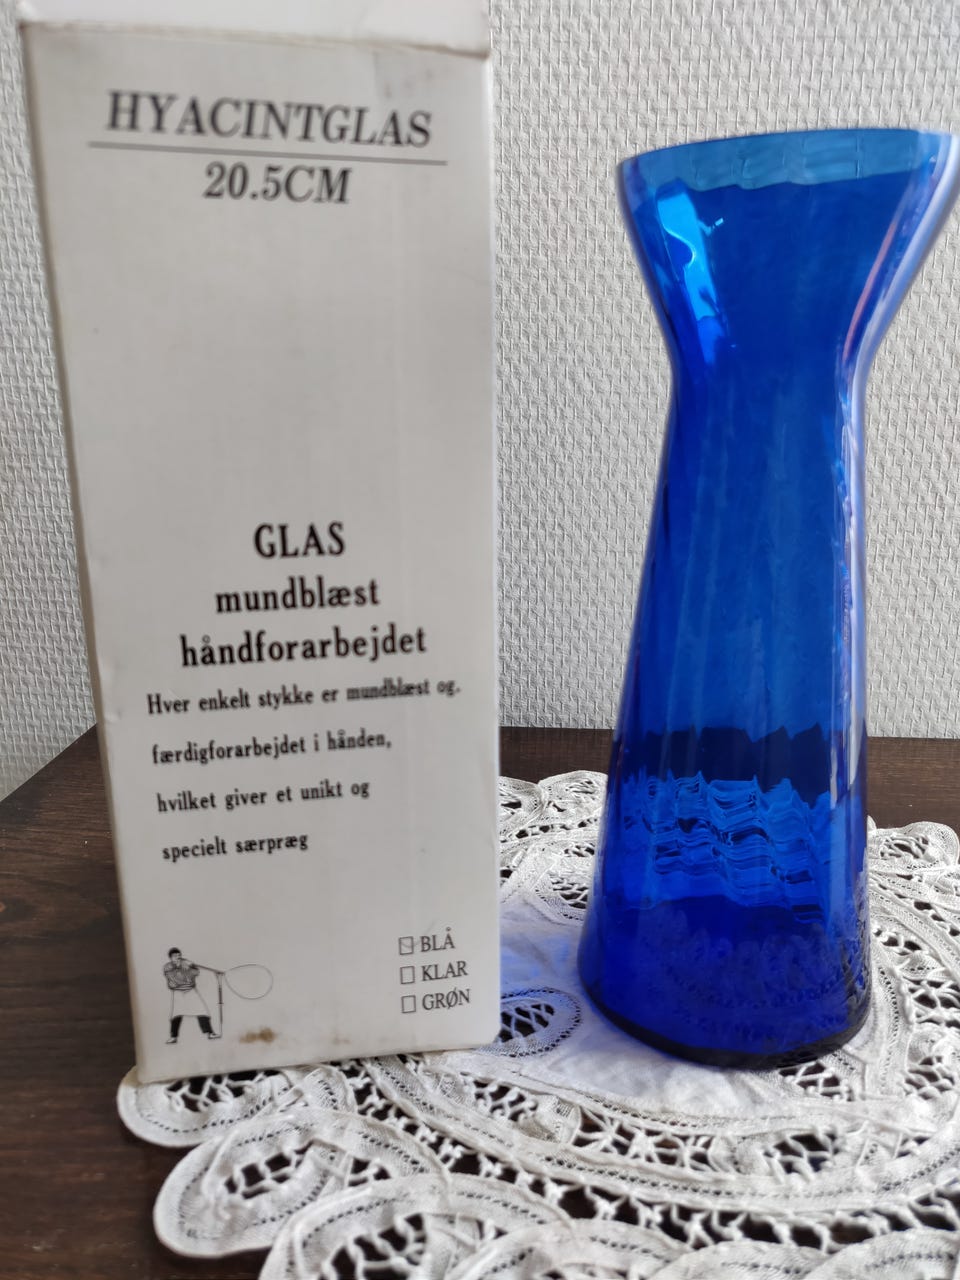 HYACINTGLAS
20.5CM
GLAS
mundblæst
håndforarbejdet
Hver enkelt stykke er mundblæst og.
færdigforarbejdet i hånden,
hvilket giver et unikt og
specielt særpræg
BLÅ
KLAR
GRØN